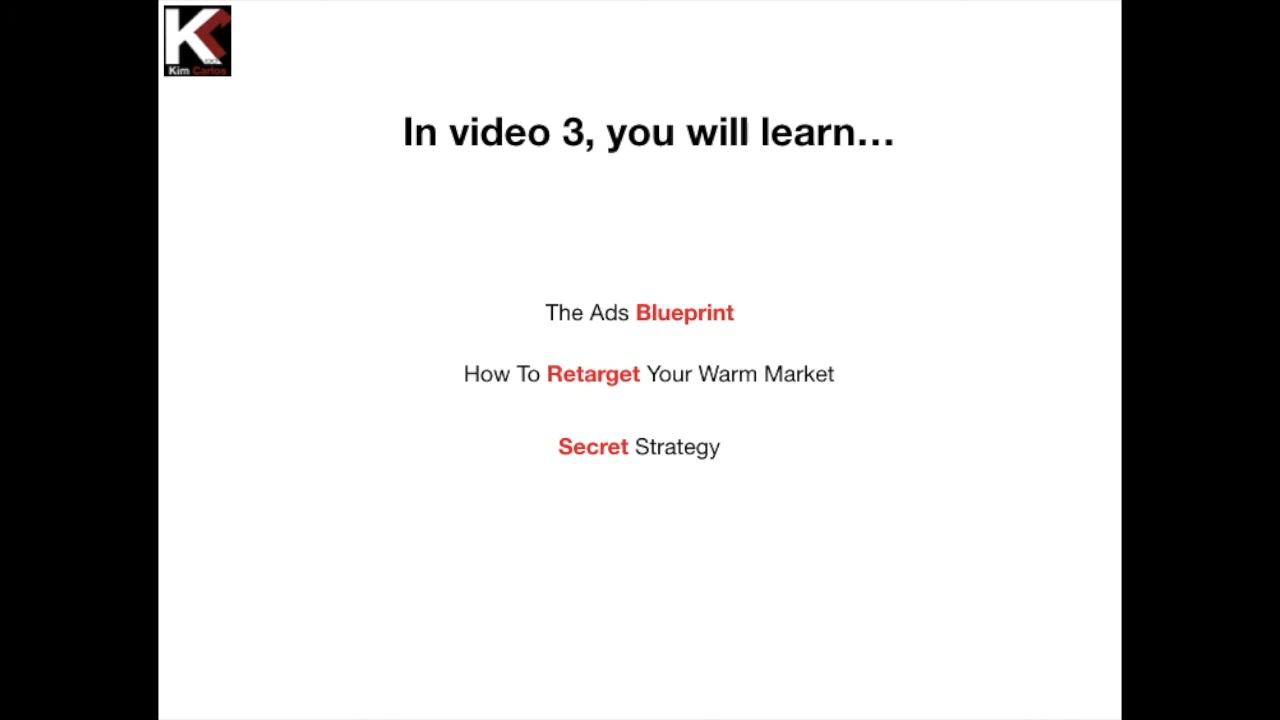 Kim Carlos
In video 3, you will learn…
The Ads Blueprint
How To Retarget Your Warm Market
Secret Strategy